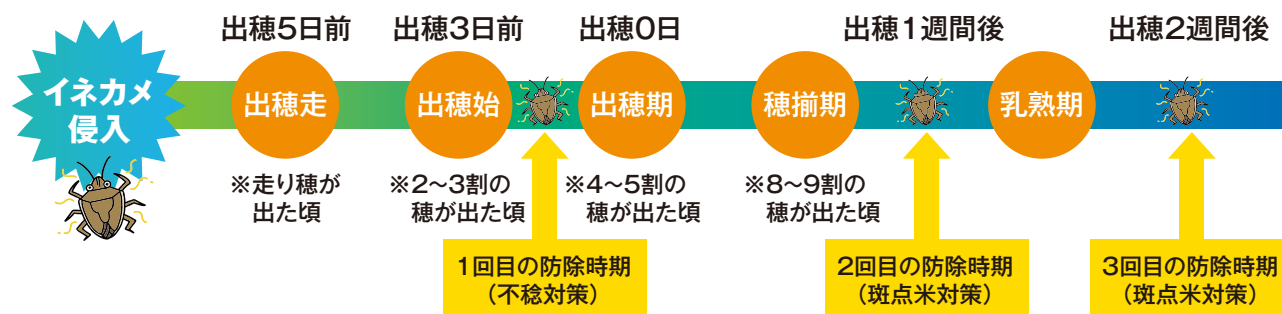 出穂5日前
出穂3日前
出穂0日
出穂1週間後
出穂2週間後
イネカメ
侵入
出穂走
出穂始
出穂期
穂揃期
乳熟期
※走り穂が
出た頃
※2〜3割の
穂が出た頃
※4〜5割の
穂が出た頃
※8〜9割の
穂が出た頃
1回目の防除時期
（不稔対策）
2回目の防除時期
（斑点米対策）
3回目の防除時期
（斑点米対策）